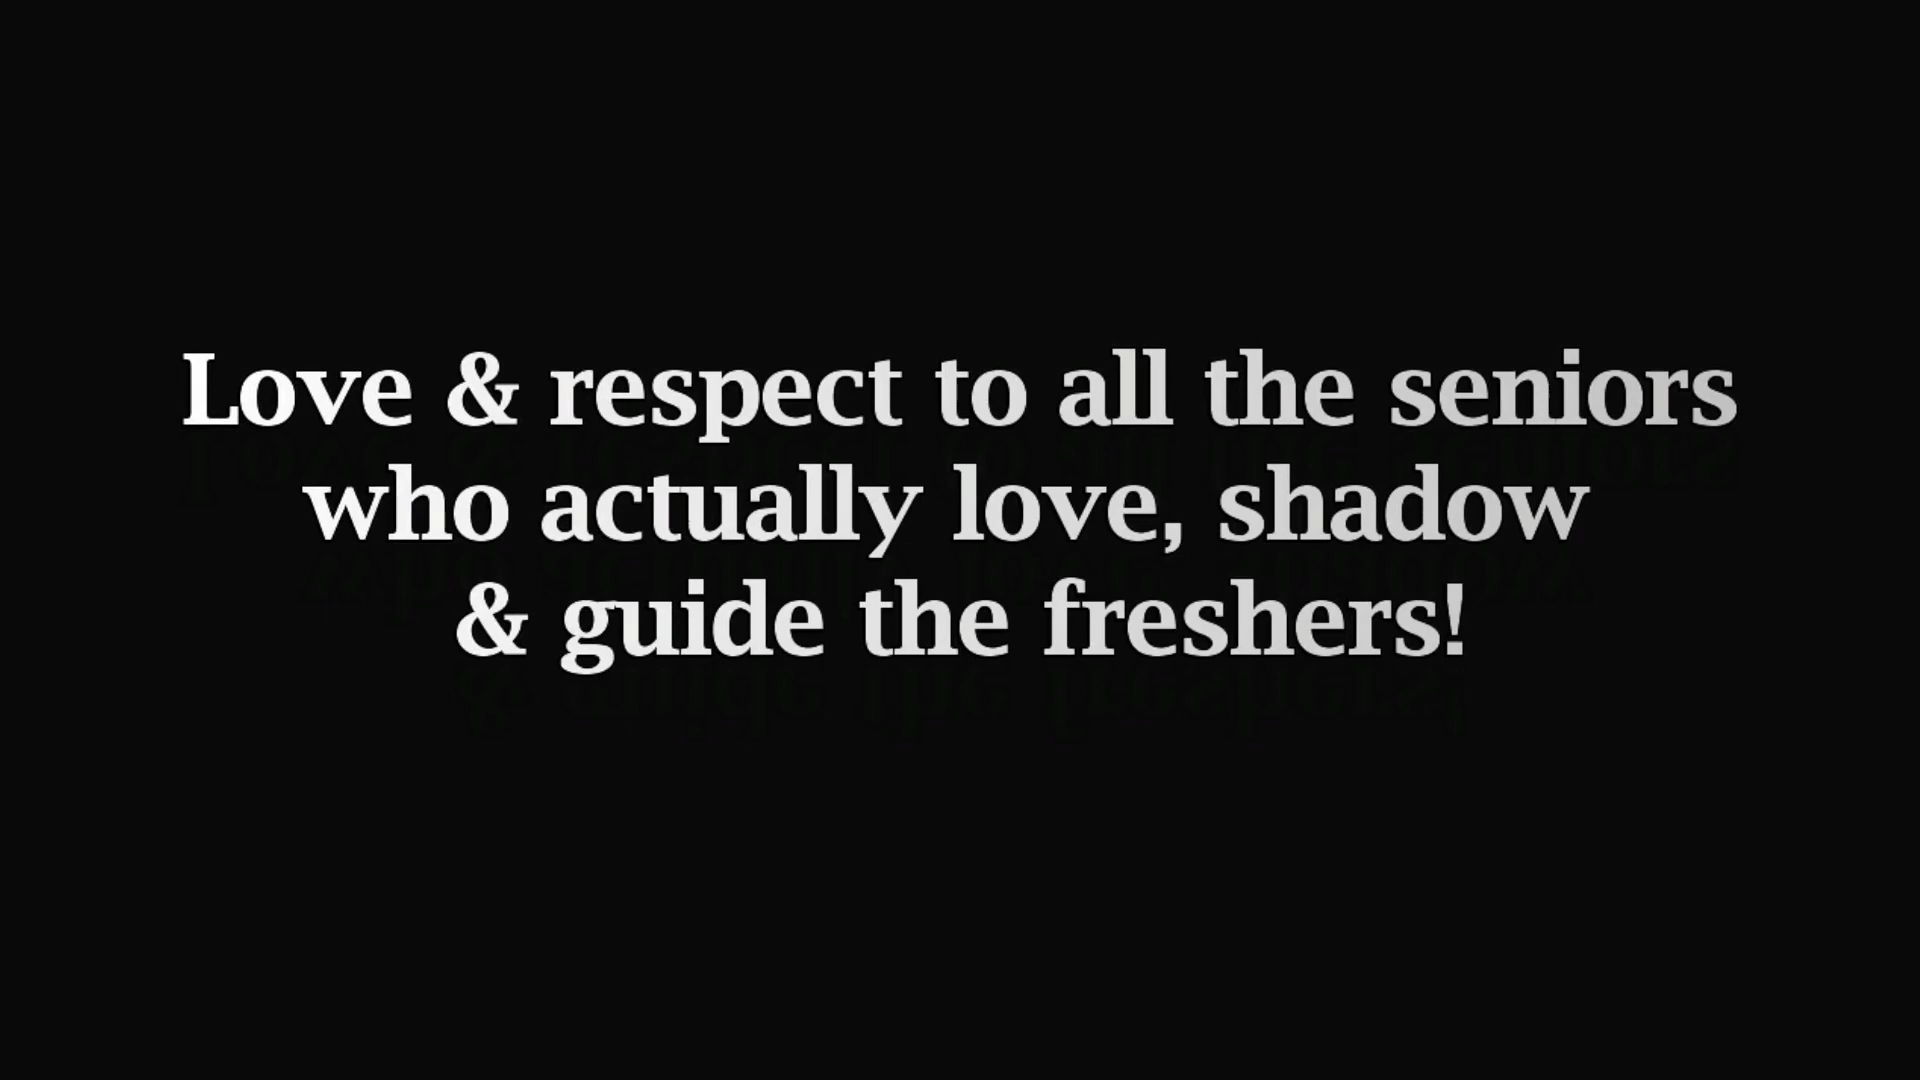 Love & respect to all the seniors
who actually love, shadow
& guide the freshers!